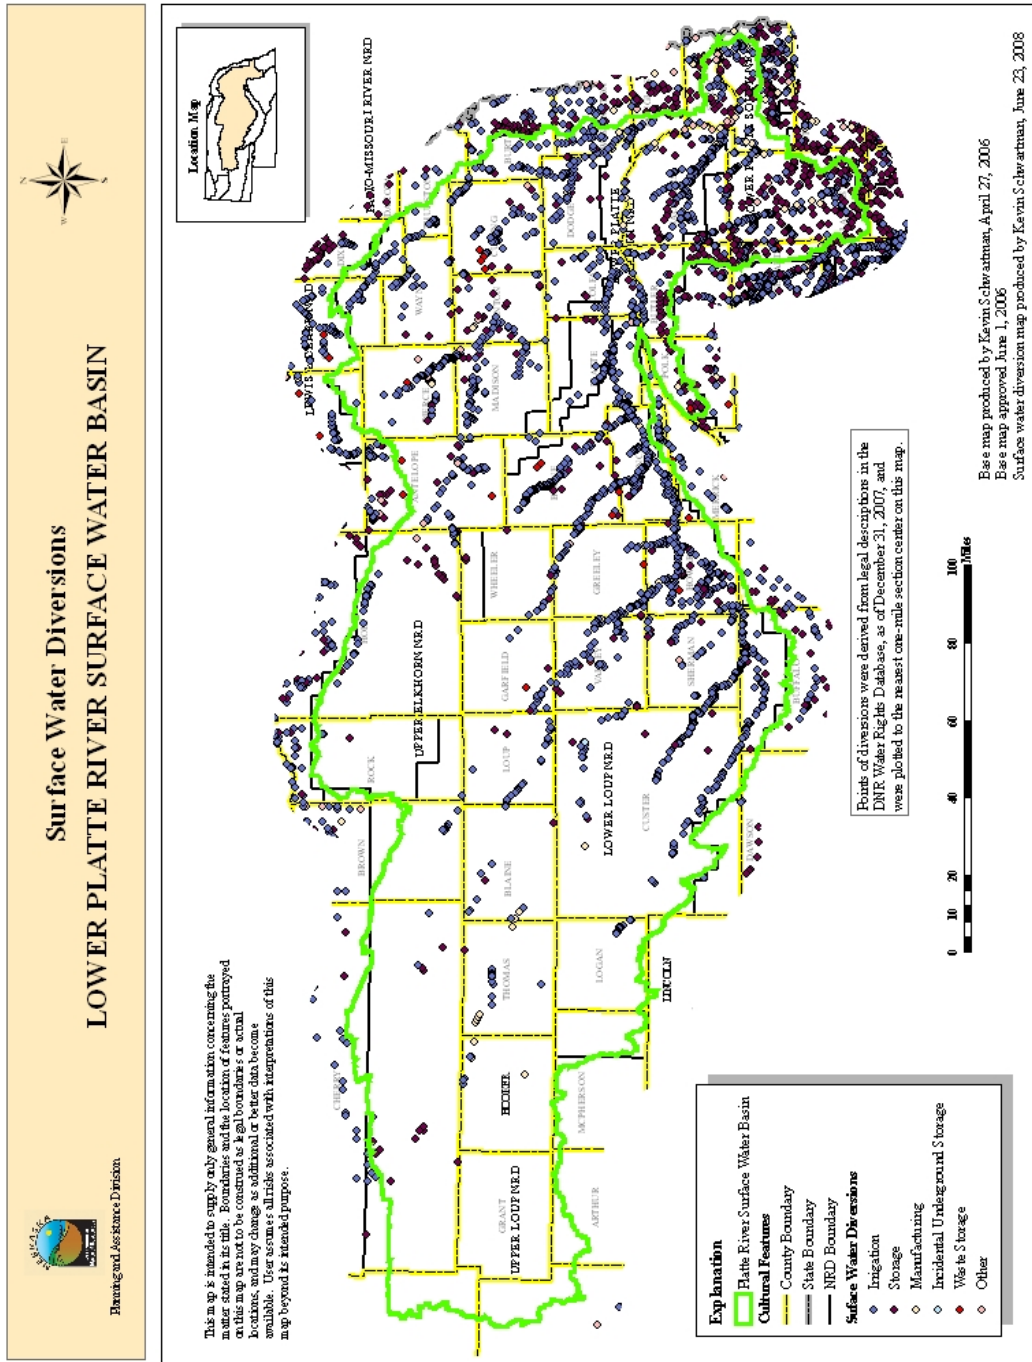 Surface Water Diversions
LOWER PLATTE RIVER SURFACE WATER BASIN
NEBRASKA
Planning and Assistance Division
N
W
E
S
Location Map
This map is intended to supply only general information concerning the
matter stated in its title. Boundaries and the location of features portrayed
on this map are not to be construed as legal boundaries or actual
locations, and may change as additional or better data become
available. User assumes all risks associated with interpretations of this
map beyond its intended purpose.
LEWIS
PAPIO-MISSOURI RIVER NRD
CHERRY
BROWN
ROCK
ANTELOPE
PIERCE
MADISON
UPPER ELKHORN NRD
GRANT
HOOKER
THOMAS
BLAINE
LOUP
GARFIELD
WHEELER
GREELEY
UPPER LOUP NRD
LOWER LOUP NRD
ARTHUR
MCPHERSON
LOGAN
LINCOLN
CUSTER
VALLEY
SHERMAN
DAWSON
BUFFALO
MERRICK
POLK
DODGE
Explanation
Platte River Surface Water Basin
Cultural Features
County Boundary
State Boundary
NRD Boundary
Suface Water Diversions
Irrigation
Storage
Manufacturing
Incidental Underground Storage
Waste Storage
Other
0 10 20 40 60 80 100
Miles
Points of diversions were derived from legal descriptions in the
DNR Water Rights Database, as of December 31, 2007, and
were plotted to the nearest one-mile section center on this map.
Base map produced by Kevin Schwartman, April 27, 2006
Base map approved June 1, 2006
Surface water diversion map produced by Kevin Schwartman, June 23, 2008